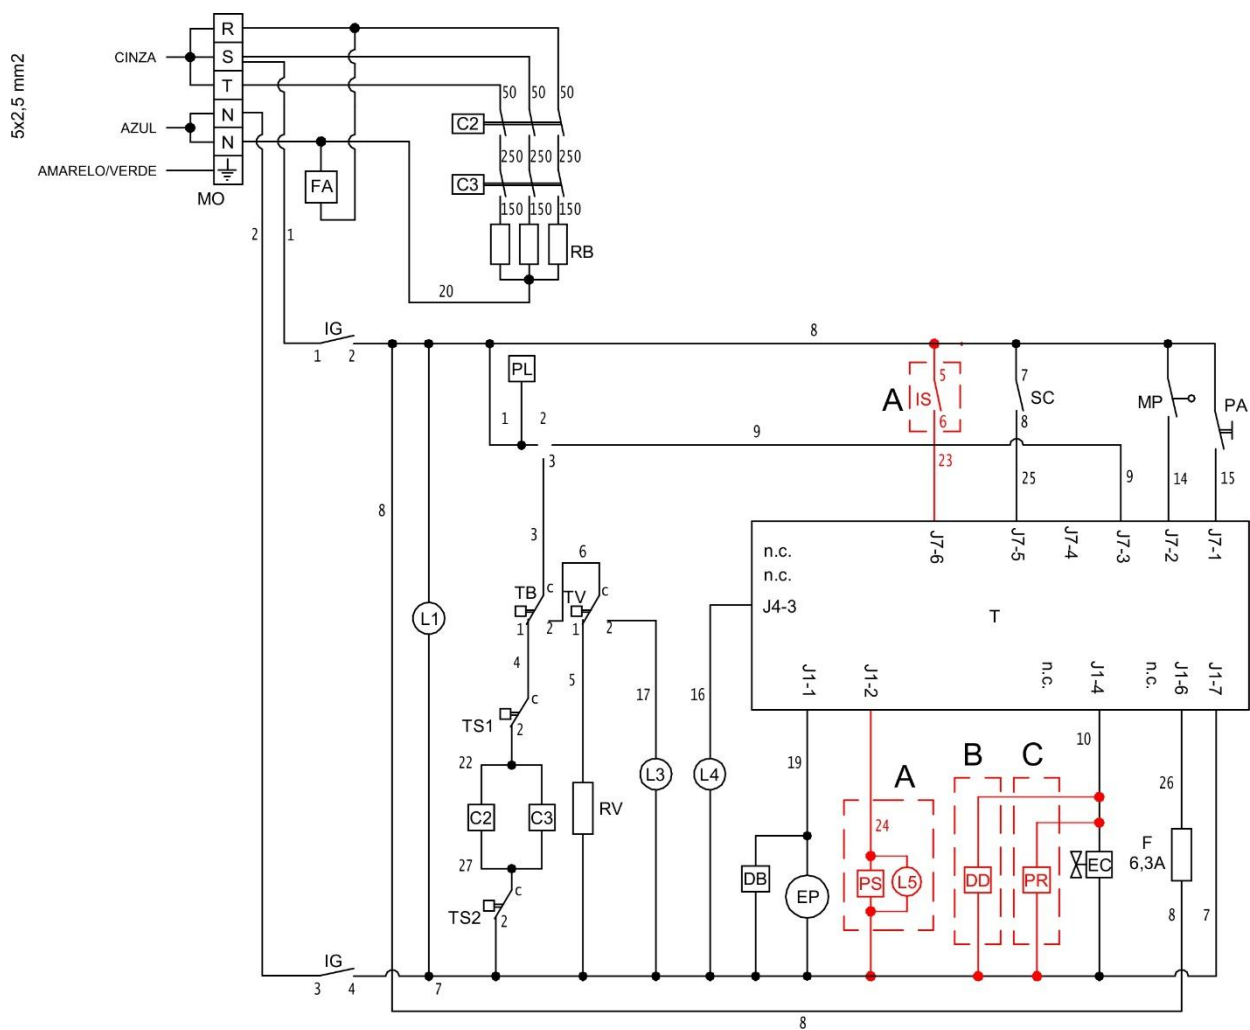 5x2,5 mm2
CINZA
AZUL
AMARELO/VERDE
R
S
T
N
N
MO
FA
2
1
50 50 50
C2
250 250 250
C3
150 150 150
RB
20
IG
1 2
8
PL
1 2
3
9
A
5
IS
6
23
7
SC
8
25
MP
14
PA
15
9
8
3
6
TB
c
1
2
TV
c
1
2
L1
4
5
17
16
TS1
c
2
22
C2
C3
27
TS2
c
2
RV
L3
L4
n.c.
n.c.
J4-3
J7-6
J7-5
J7-4
J7-3
J7-2
J7-1
T
J1-1
J1-2
n.c.
J1-4
n.c.
J1-6
J1-7
19
DB
EP
A
24
PS
L5
B
DD
C
PR
10
EC
26
F
6,3A
8
7
IG
3 4
7
8